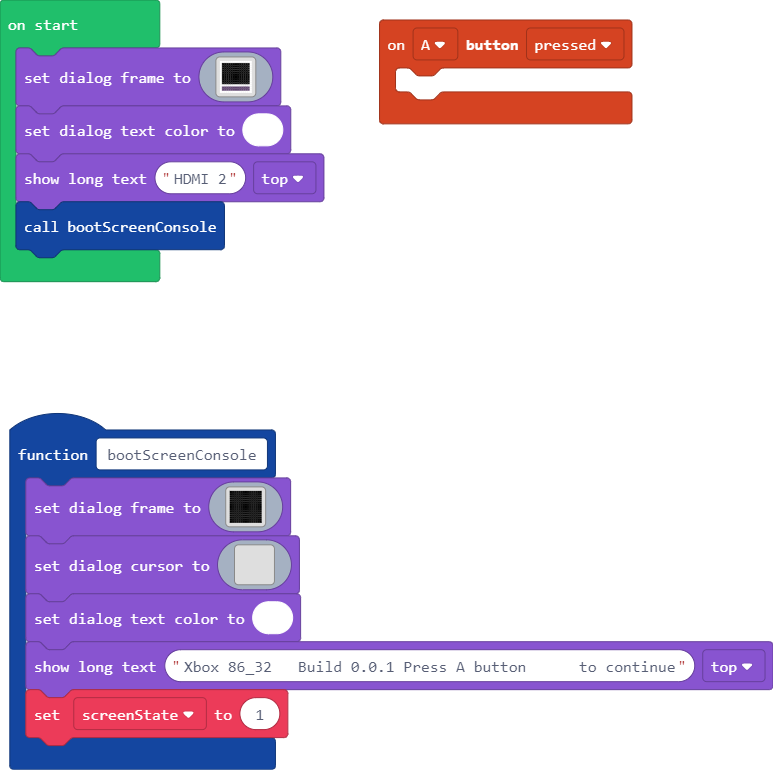 on start
set dialog frame to
set dialog text color to
show long text "HDMI 2" top
call bootScreenConsole
on A button pressed
function bootScreenConsole
set dialog frame to
set dialog cursor to
set dialog text color to
show long text "Xbox 86_32   Build 0.0.1 Press A button      to continue" top
set screenState to 1